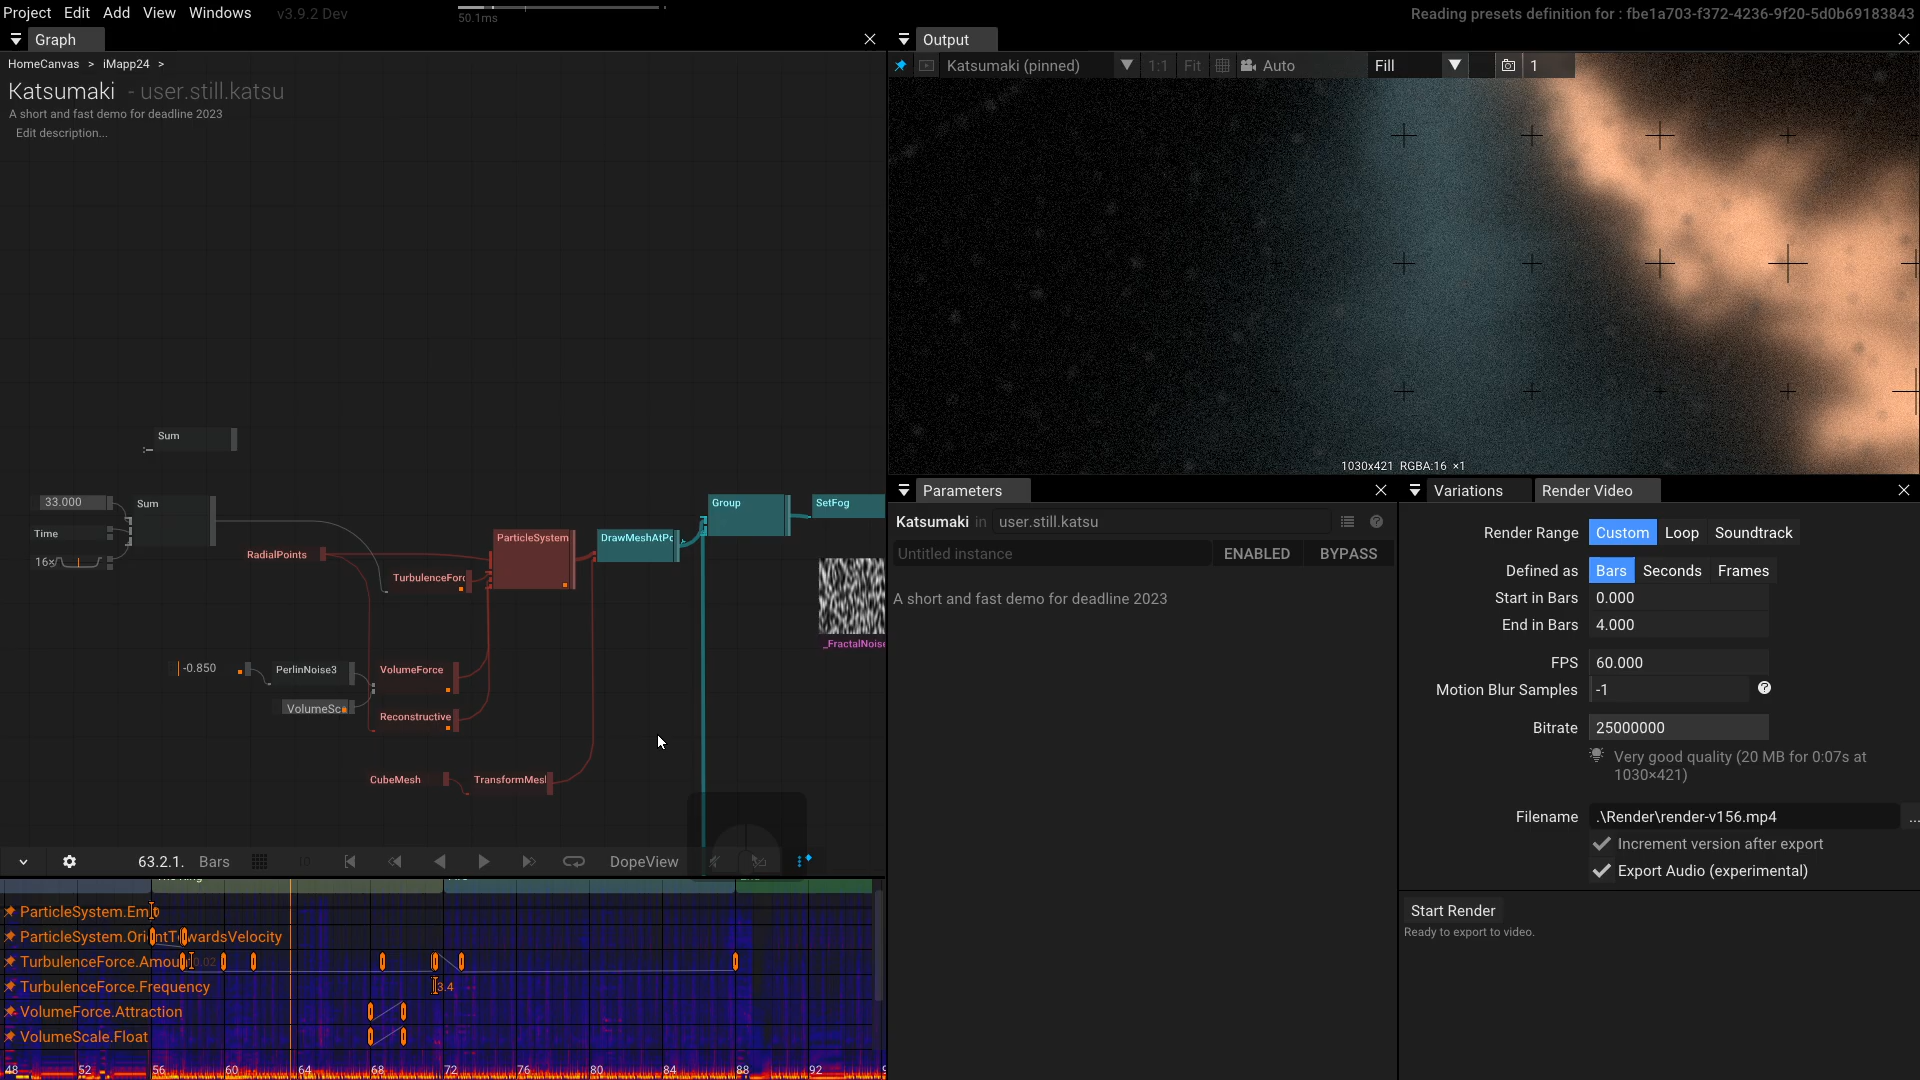 Project Edit Add View Windows v3.9.2 Dev
50.1ms
Reading presets definition for : fbe1a703-f372-4236-9f20-5d0b69183843
Graph
HomeCanvas > iMapp24 >
Katsumaki - user.still.katsu
A short and fast demo for deadline 2023
Edit description...
Sum
33.000
Sum
Time
16x
RadialPoints
TurbulenceForc
ParticleSystem
DrawMeshAtPo
Group
SetFog
_FractalNoise
-0.850
PerlinNoise3
VolumeForce
VolumeSc
Reconstructive
CubeMesh
TransformMesh
63.2.1. Bars 10 DopeView
ParticleSystem.Em
ParticleSystem.OrientTowardsVelocity
TurbulenceForce.Amou 0.02
TurbulenceForce.Frequency 3.4
VolumeForce.Attraction
VolumeScale.Float
48 52 56 60 64 68 72 76 80 84 88 92
Output
Katsumaki (pinned) 1:1 Fit Auto Fill 1
1030x421 RGBA:16 ×1
Parameters
Katsumaki in user.still.katsu
Untitled instance ENABLED BYPASS
A short and fast demo for deadline 2023
Variations Render Video
Render Range Custom Loop Soundtrack
Defined as Bars Seconds Frames
Start in Bars 0.000
End in Bars 4.000
FPS 60.000
Motion Blur Samples -1
Bitrate 25000000
Very good quality (20 MB for 0:07s at
1030×421)
Filename .\Render\render-v156.mp4 ...
Increment version after export
Export Audio (experimental)
Start Render
Ready to export to video.